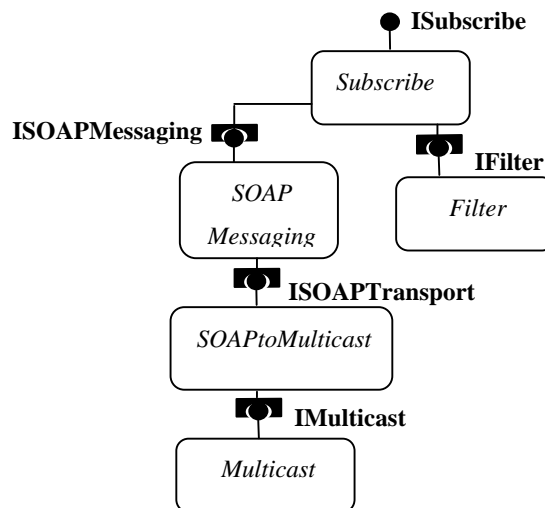 ISubscribe
Subscribe
ISOAPMessaging
IFilter
SOAP
Messaging
Filter
ISOAPTransport
SOAPtoMulticast
IMulticast
Multicast